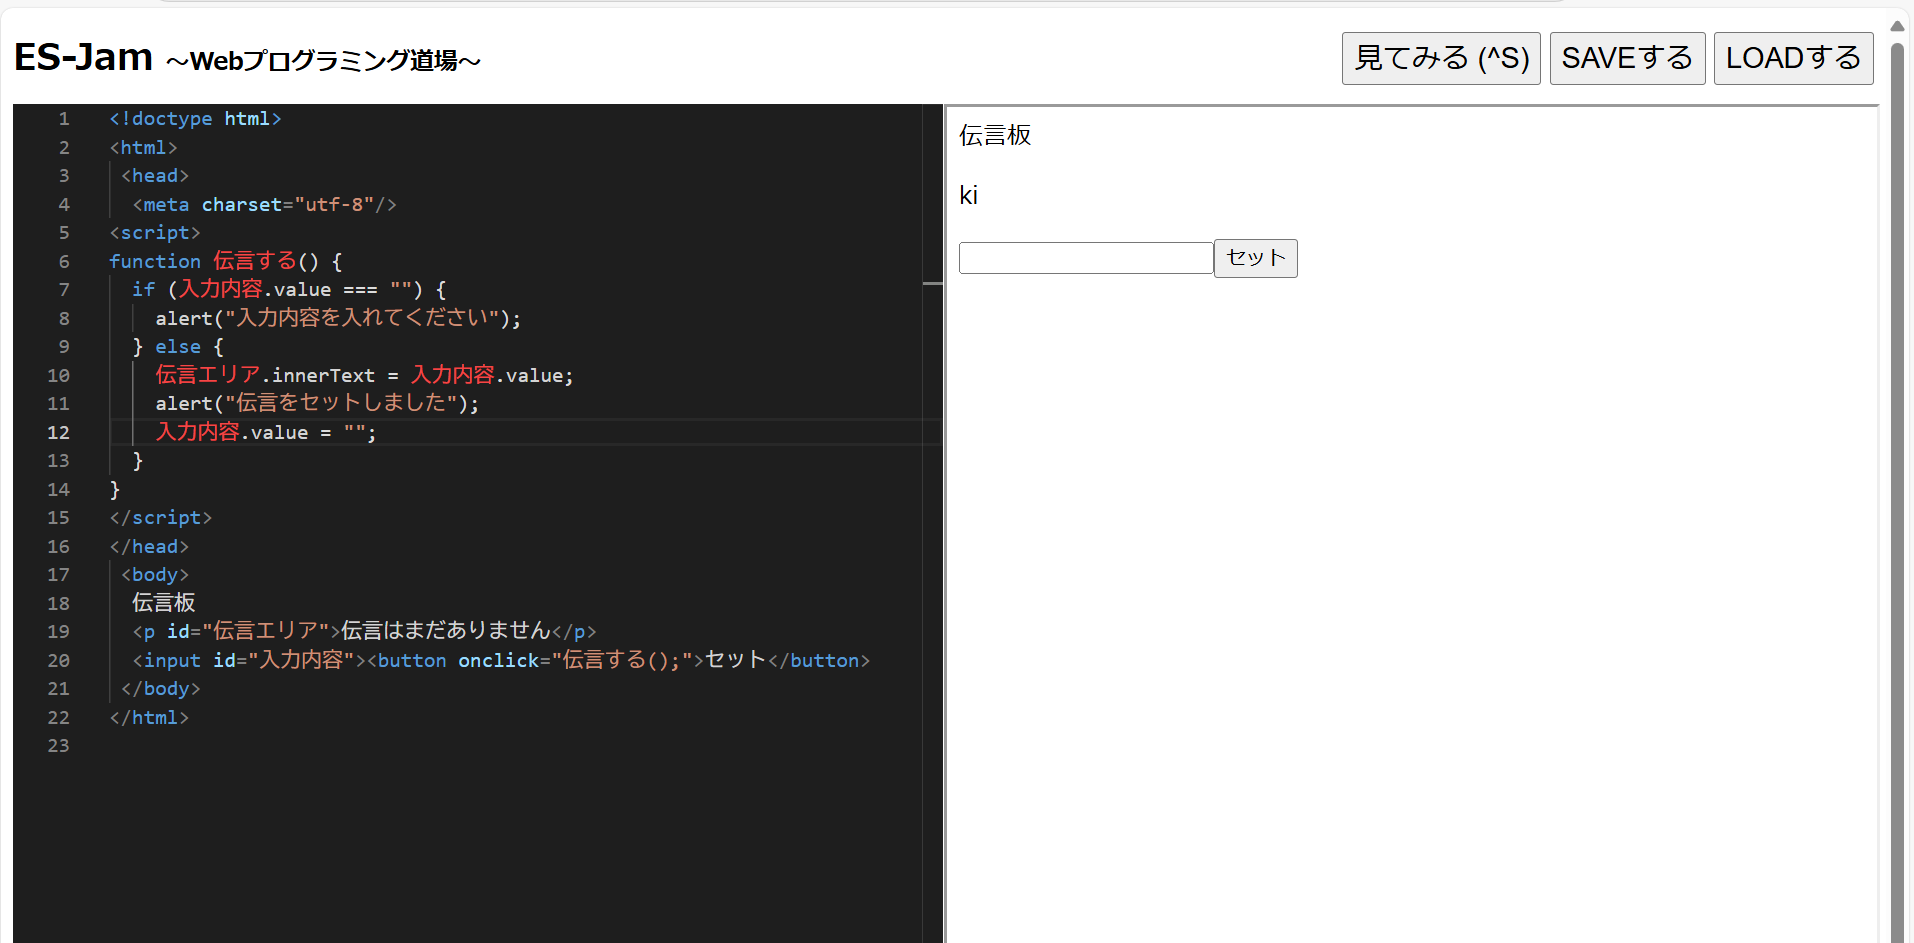 ES-Jam ～Webプログラミング道場～
見てみる (^S) SAVEする LOADする
1 <!doctype html>
2 <html>
3 <head>
4 <meta charset="utf-8"/>
5 <script>
6 function 伝言する() {
7 if (入力内容.value === "") {
8 alert("入力内容を入れてください");
9 } else {
10 伝言エリア.innerText = 入力内容.value;
11 alert("伝言をセットしました");
12 入力内容.value = "";
13 }
14 }
15 </script>
16 </head>
17 <body>
18 伝言板
19 <p id="伝言エリア">伝言はまだありません</p>
20 <input id="入力内容"><button onclick="伝言する();">セット</button>
21 </body>
22 </html>
23
伝言板
ki
セット